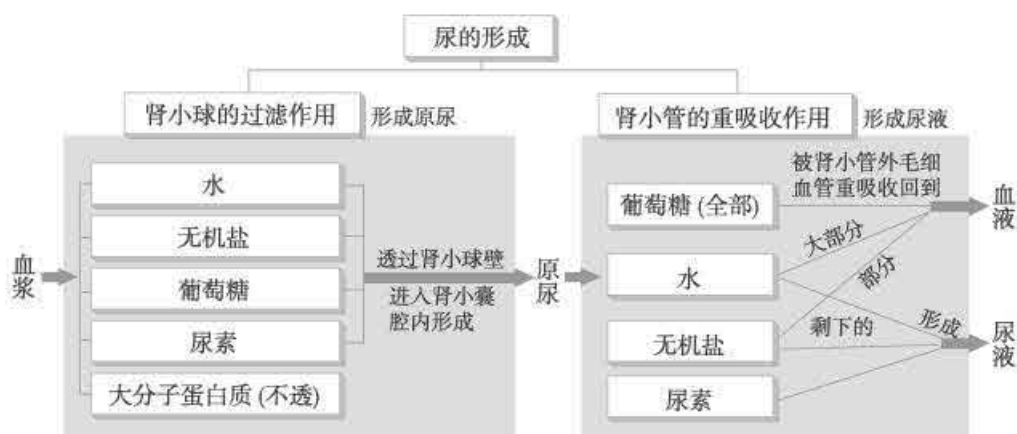 尿的形成
肾小球的过滤作用
形成原尿
血浆
水
无机盐
葡萄糖
尿素
大分子蛋白质 (不透)
透过肾小球壁
进入肾小囊
腔内形成
原尿
肾小管的重吸收作用
形成尿液
葡萄糖 (全部)
水
无机盐
尿素
被肾小管外毛细
血管重吸收回到
大部分
部分
剩下的
形成
血液
尿液